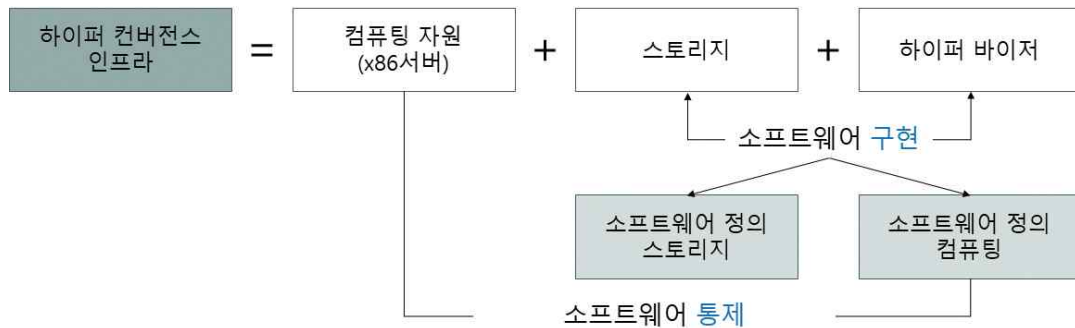 하이퍼 컨버전스
인프라
=
컴퓨팅 자원
(x86서버)
+
스토리지
+
하이퍼 바이저
소프트웨어 구현
소프트웨어 정의
스토리지
소프트웨어 정의
컴퓨팅
소프트웨어 통제